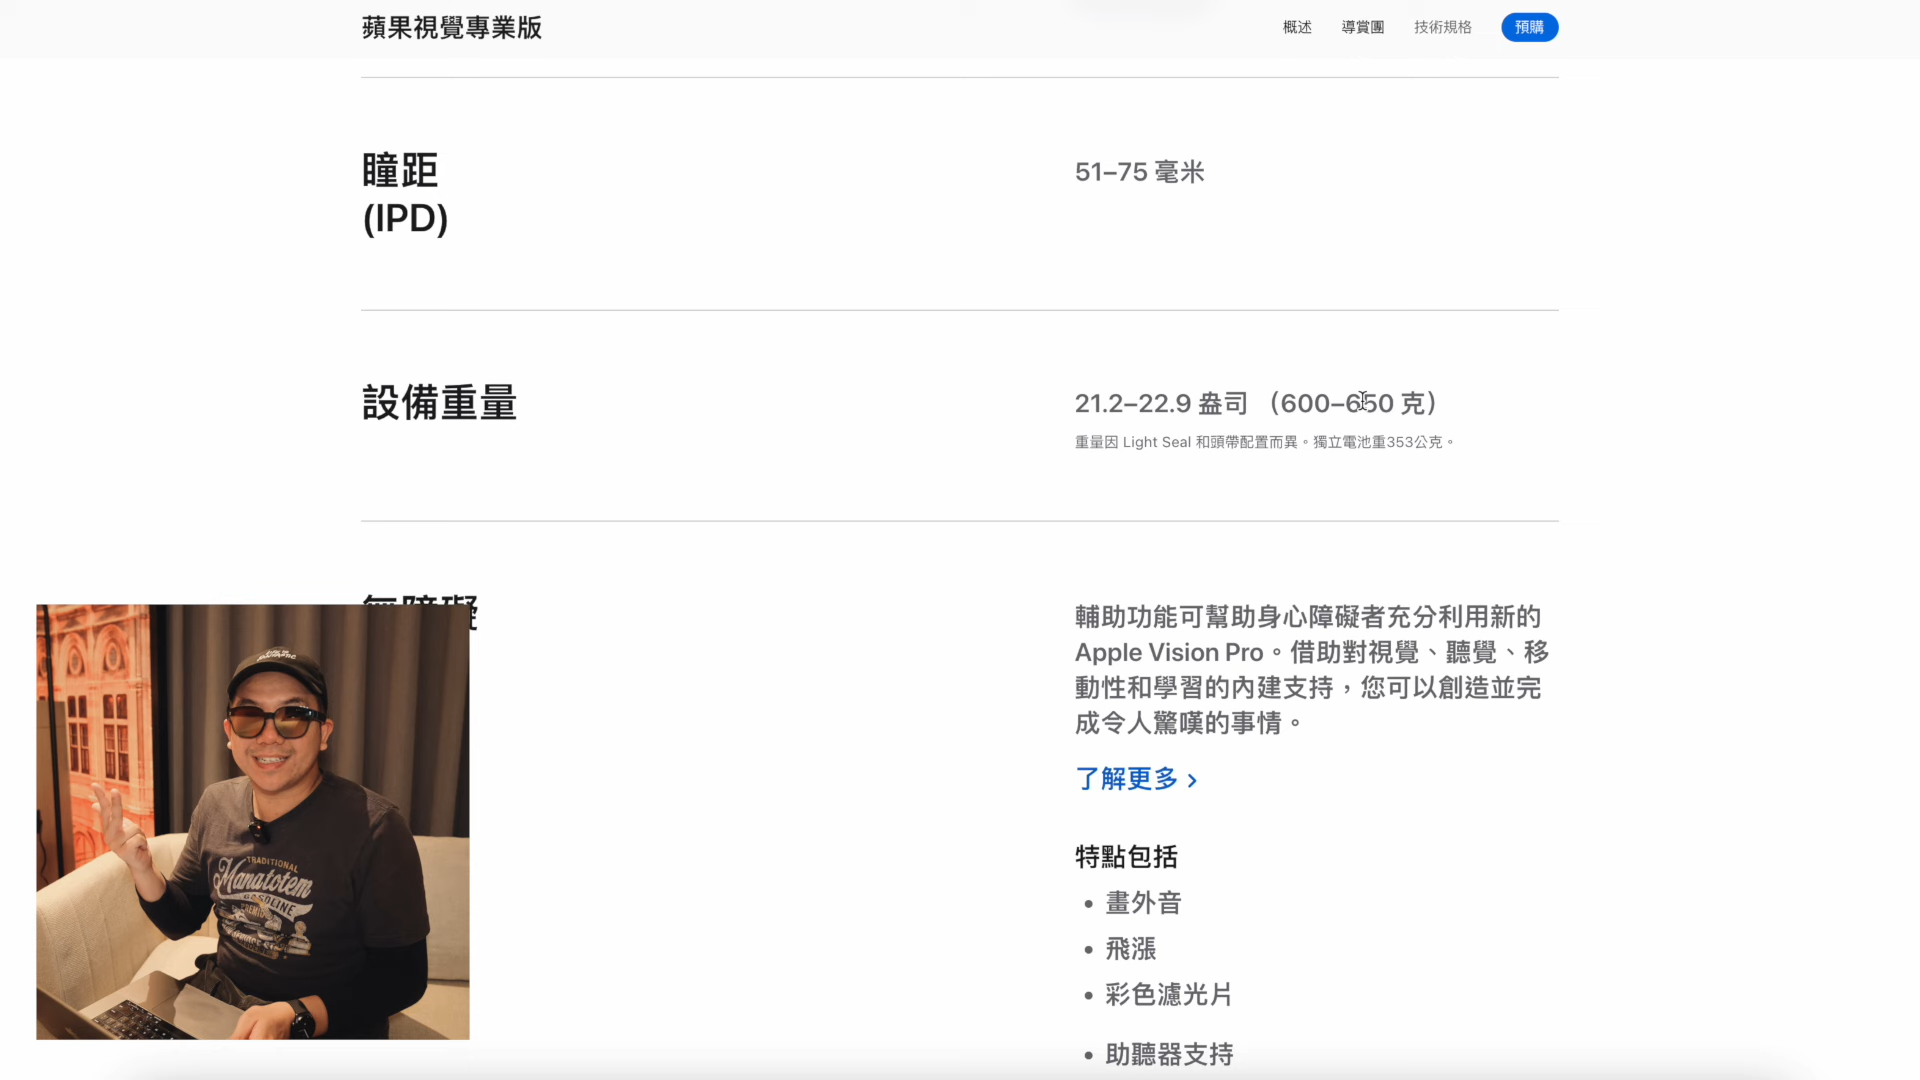 蘋果視覺專業版
概述 導賞團 技術規格 預購
瞳距
(IPD)
51–75 毫米
設備重量
21.2–22.9 盎司 （600–650 克）
重量因 Light Seal 和頭帶配置而異。獨立電池重353公克。
無障礙
輔助功能可幫助身心障礙者充分利用新的
Apple Vision Pro。借助對視覺、聽覺、移
動性和學習的內建支持，您可以創造並完
成令人驚嘆的事情。
了解更多 >
特點包括
• 畫外音
• 飛漲
• 彩色濾光片
• 助聽器支持
TRADITIONAL
Manatotem
GASOLINE